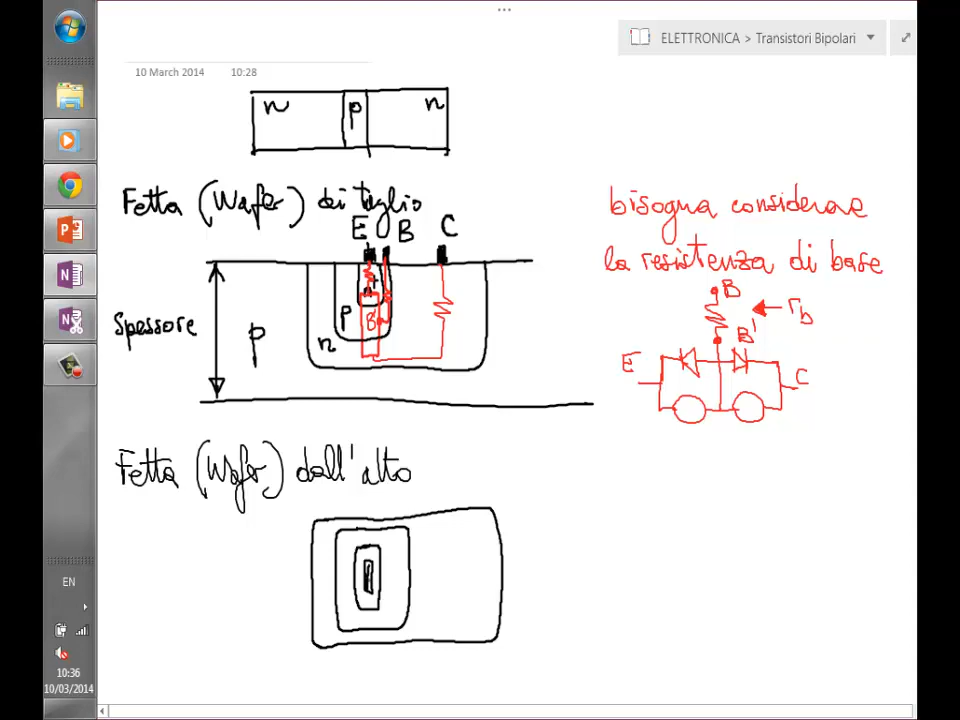 ELETTRONICA > Transistori Bipolari
10 March 2014 10:28
n p n
Fetta (Wafer) di taglio
E B C
Spessore
p
n
p
n+
B'
bisogna considerare
la resistenza di base
B
rb
B'
E
C
Fetta (Wafer) dall'alto
EN
10:36
10/03/2014